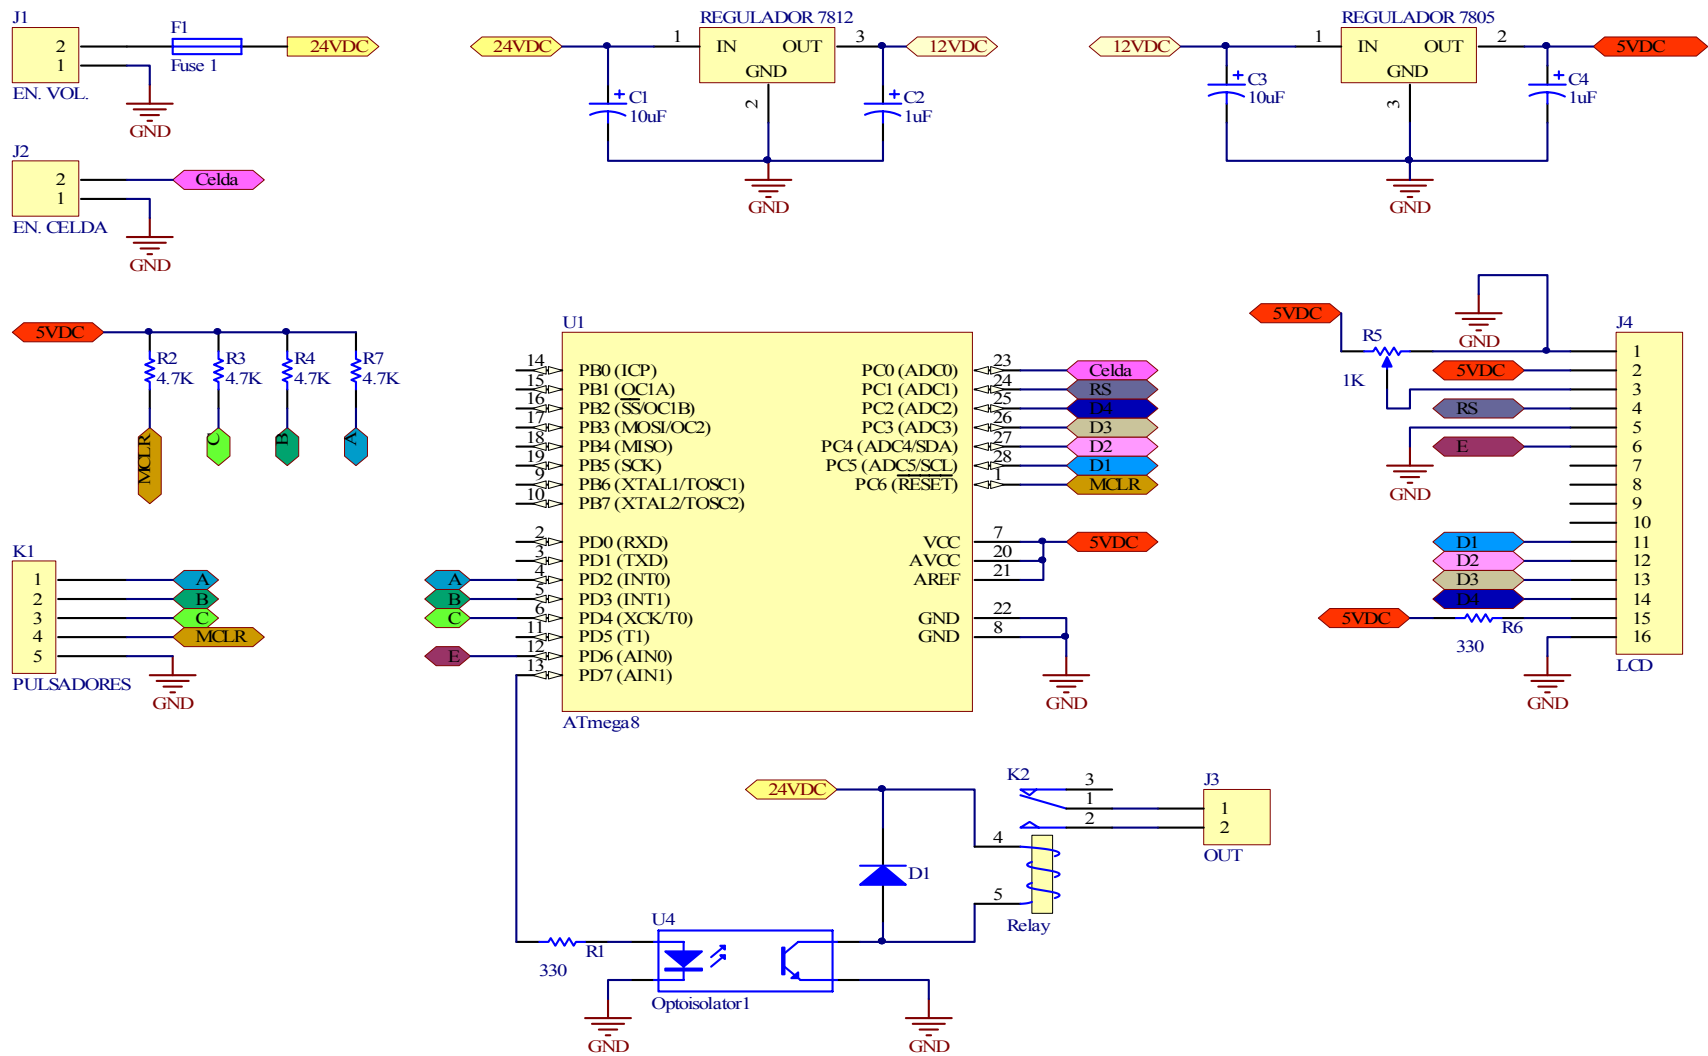 J1
2
1
EN. VOL.
GND
F1
Fuse 1
24VDC
24VDC
REGULADOR 7812
1
IN
OUT
3
GND
2
C1
10uF
C2
1uF
12VDC
GND
12VDC
REGULADOR 7805
1
IN
OUT
2
GND
3
C3
10uF
C4
1uF
5VDC
GND
J2
2
1
EN. CELDA
Celda
GND
5VDC
R2
4.7K
R3
4.7K
R4
4.7K
R7
4.7K
MCLR
C
B
A
K1
1
2
3
4
5
PULSADORES
A
B
C
MCLR
GND
U1
14
PB0 (ICP)
15
PB1 (OC1A)
16
PB2 (SS/OC1B)
17
PB3 (MOSI/OC2)
18
PB4 (MISO)
19
PB5 (SCK)
9
PB6 (XTAL1/TOSC1)
10
PB7 (XTAL2/TOSC2)
2
PD0 (RXD)
3
PD1 (TXD)
A
4
PD2 (INT0)
B
5
PD3 (INT1)
C
6
PD4 (XCK/T0)
11
PD5 (T1)
E
12
PD6 (AIN0)
13
PD7 (AIN1)
PC0 (ADC0)
23
Celda
PC1 (ADC1)
24
RS
PC2 (ADC2)
25
D4
PC3 (ADC3)
26
D3
PC4 (ADC4/SDA)
27
D2
PC5 (ADC5/SCL)
28
D1
PC6 (RESET)
1
MCLR
VCC
7
5VDC
AVCC
20
AREF
21
GND
22
GND
8
GND
ATmega8
5VDC
R5
1K
GND
J4
1
5VDC
2
3
RS
4
5
E
6
GND
7
8
9
10
D1
11
D2
12
D3
13
D4
14
5VDC
R6
330
15
16
GND
LCD
24VDC
D1
K2
3
1
2
4
5
Relay
J3
1
2
OUT
R1
330
U4
Optoisolator1
GND
GND